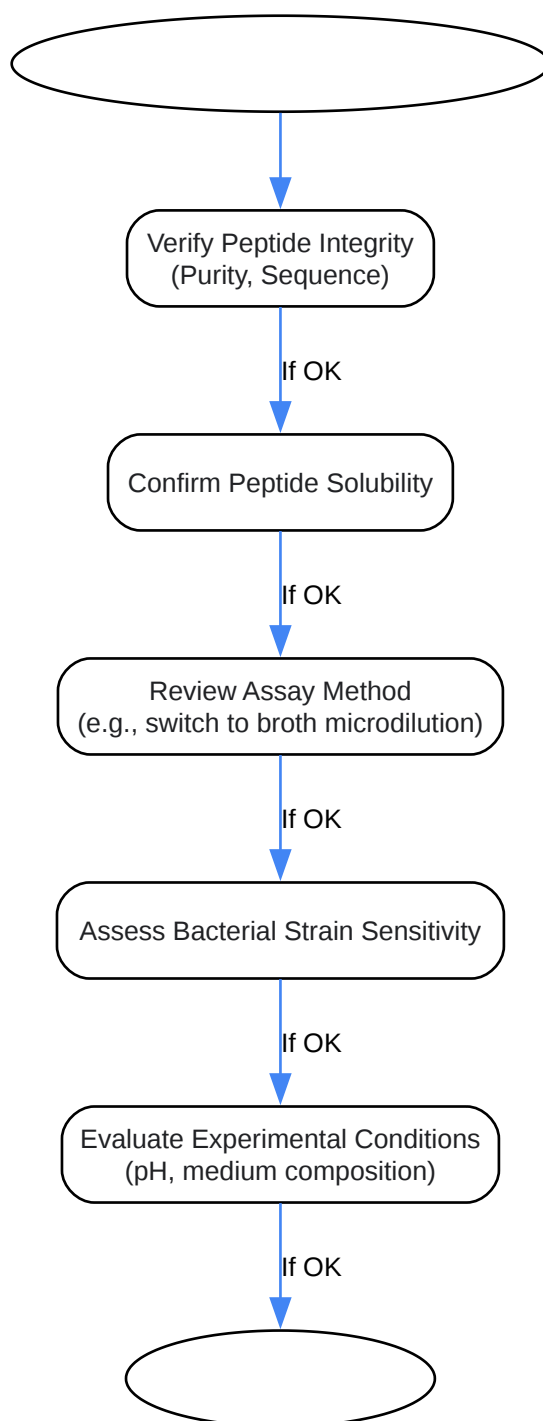 Verify Peptide Integrity
(Purity, Sequence)
If OK
Confirm Peptide Solubility
If OK
Review Assay Method
(e.g., switch to broth microdilution)
If OK
Assess Bacterial Strain Sensitivity
If OK
Evaluate Experimental Conditions
(pH, medium composition)
If OK